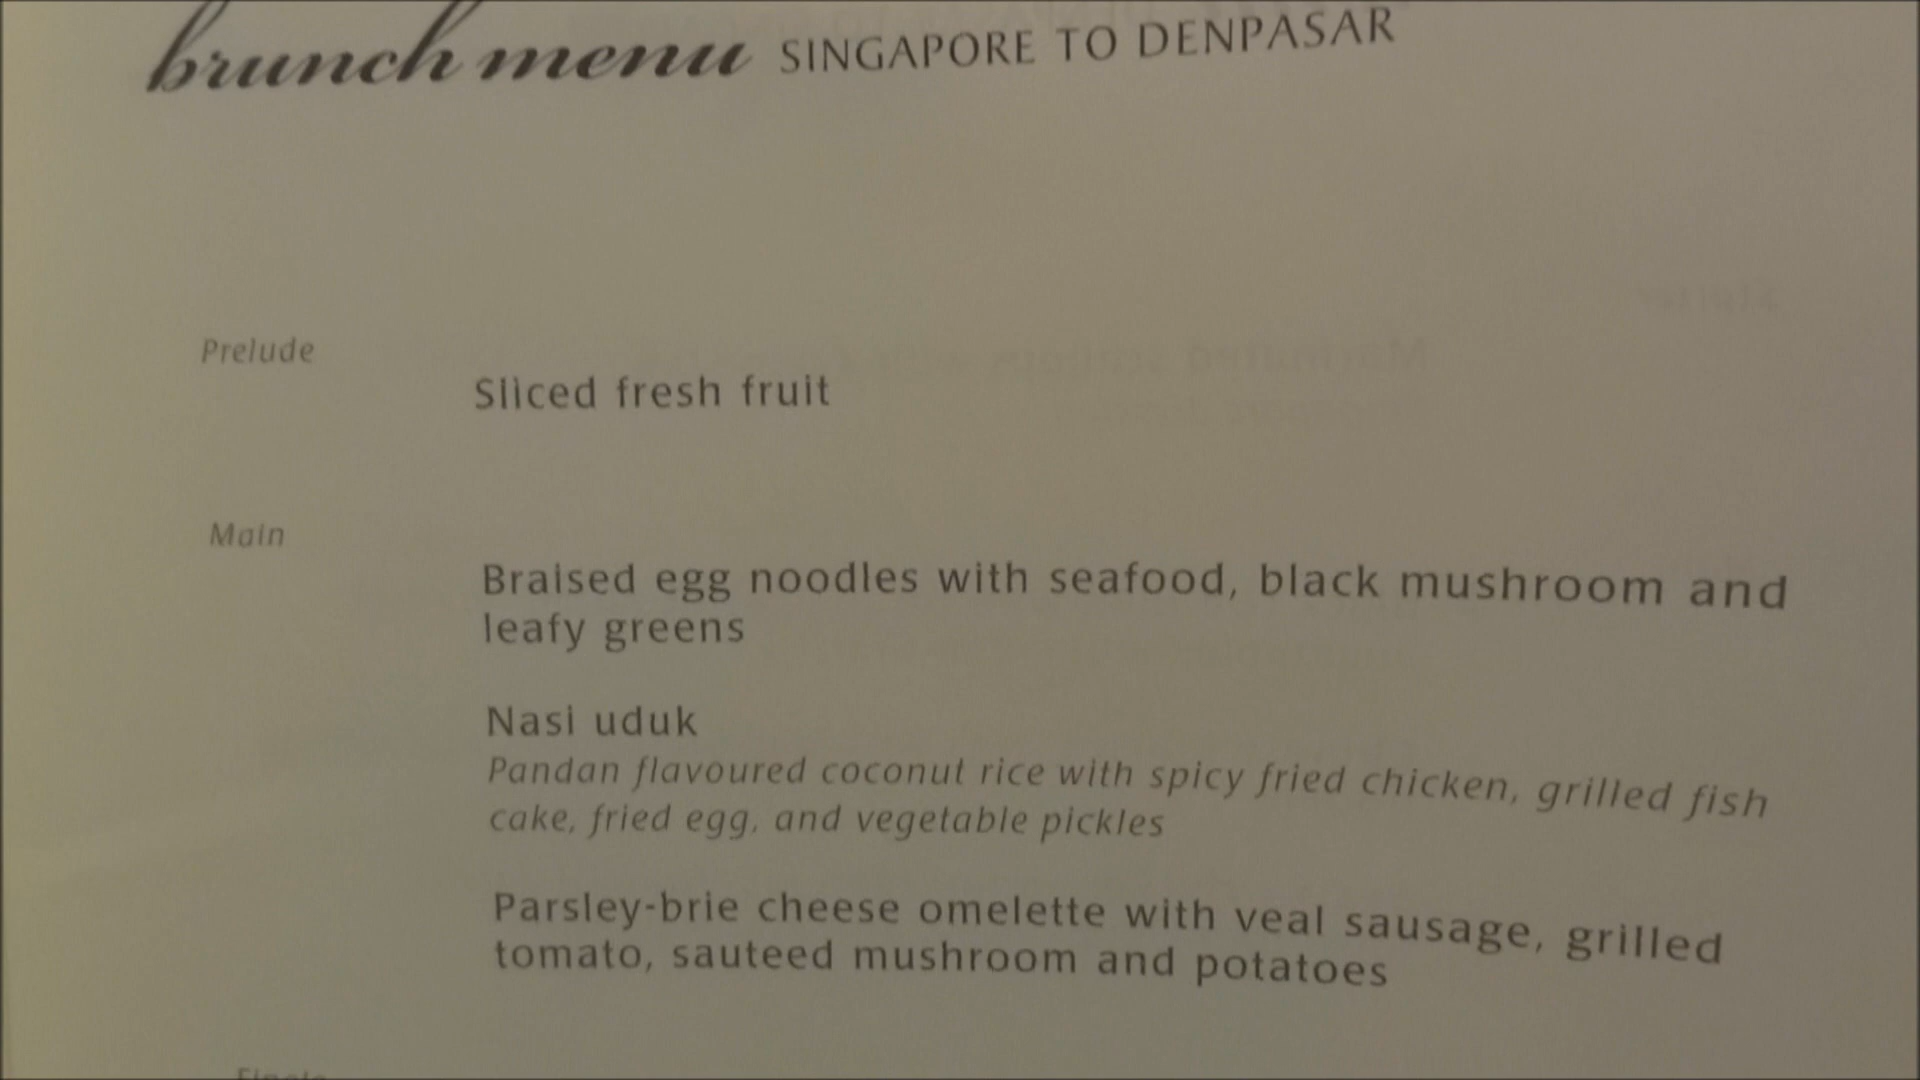 brunch menu SINGAPORE TO DENPASAR
Prelude
Sliced fresh fruit
Main
Braised egg noodles with seafood, black mushroom and
leafy greens
Nasi uduk
Pandan flavoured coconut rice with spicy fried chicken, grilled fish
cake, fried egg, and vegetable pickles
Parsley-brie cheese omelette with veal sausage, grilled
tomato, sauteed mushroom and potatoes